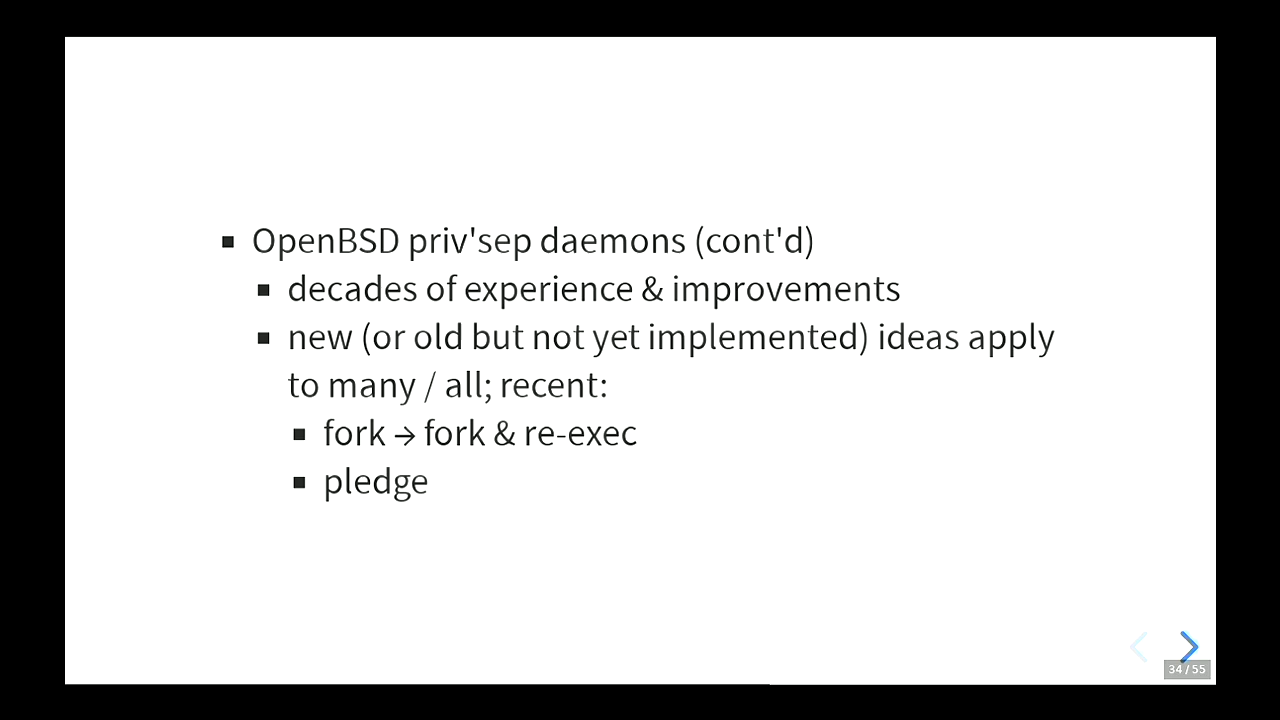 OpenBSD priv'sep daemons (cont'd)
decades of experience & improvements
new (or old but not yet implemented) ideas apply
to many / all; recent:
fork → fork & re-exec
pledge
34 / 55